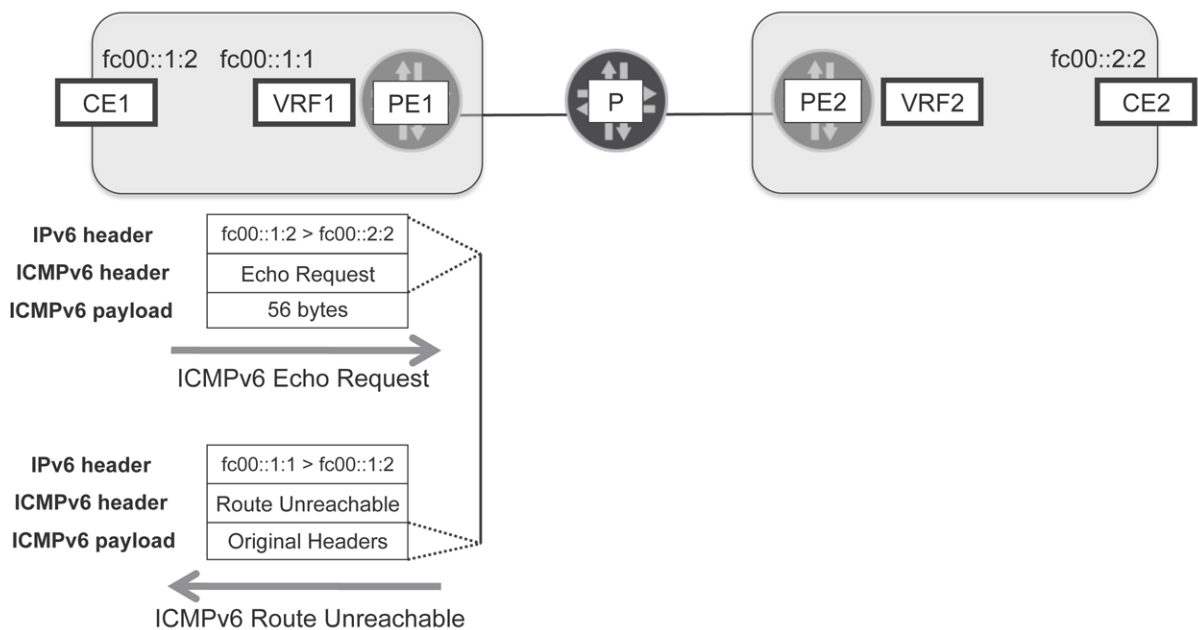 fc00::1:2 fc00::1:1 fc00::2:2
CE1 VRF1 PE1 P PE2 VRF2 CE2
IPv6 header fc00::1:2 > fc00::2:2
ICMPv6 header Echo Request
ICMPv6 payload 56 bytes
ICMPv6 Echo Request
IPv6 header fc00::1:1 > fc00::1:2
ICMPv6 header Route Unreachable
ICMPv6 payload Original Headers
ICMPv6 Route Unreachable